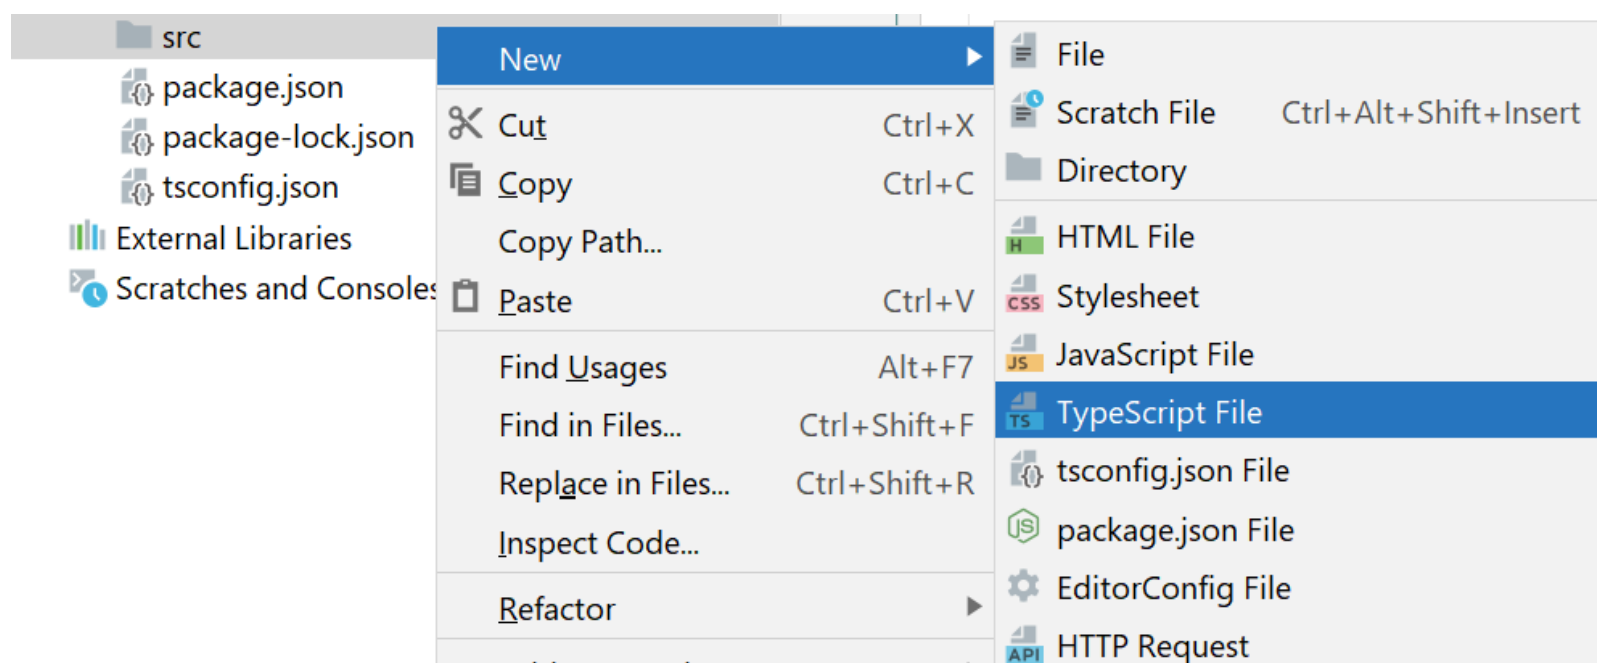 src
package.json
package-lock.json
tsconfig.json
External Libraries
Scratches and Consoles
New
Cut Ctrl+X
Copy Ctrl+C
Copy Path...
Paste Ctrl+V
Find Usages Alt+F7
Find in Files... Ctrl+Shift+F
Replace in Files... Ctrl+Shift+R
Inspect Code...
Refactor
File
Scratch File Ctrl+Alt+Shift+Insert
Directory
H HTML File
CSS Stylesheet
JS JavaScript File
TS TypeScript File
tsconfig.json File
JS package.json File
EditorConfig File
API HTTP Request